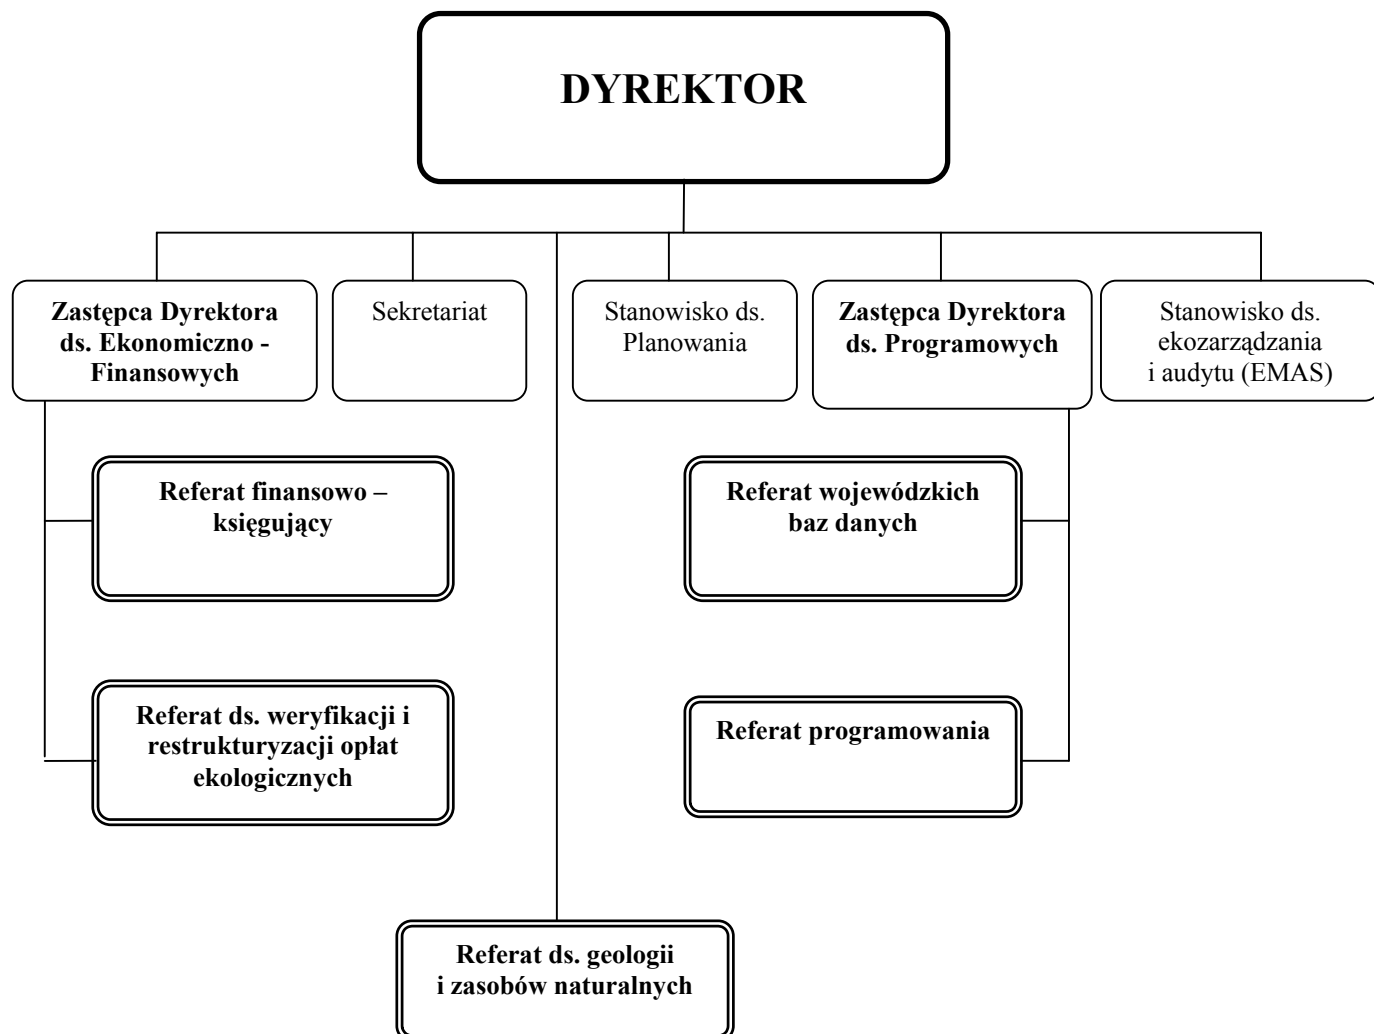 DYREKTOR
Zastępca Dyrektora
ds. Ekonomiczno -
Finansowych
Sekretariat
Stanowisko ds.
Planowania
Zastępca Dyrektora
ds. Programowych
Stanowisko ds.
ekozarządzania
i audytu (EMAS)
Referat finansowo –
księgujący
Referat wojewódzkich
baz danych
Referat ds. weryfikacji i
restrukturyzacji opłat
ekologicznych
Referat programowania
Referat ds. geologii
i zasobów naturalnych